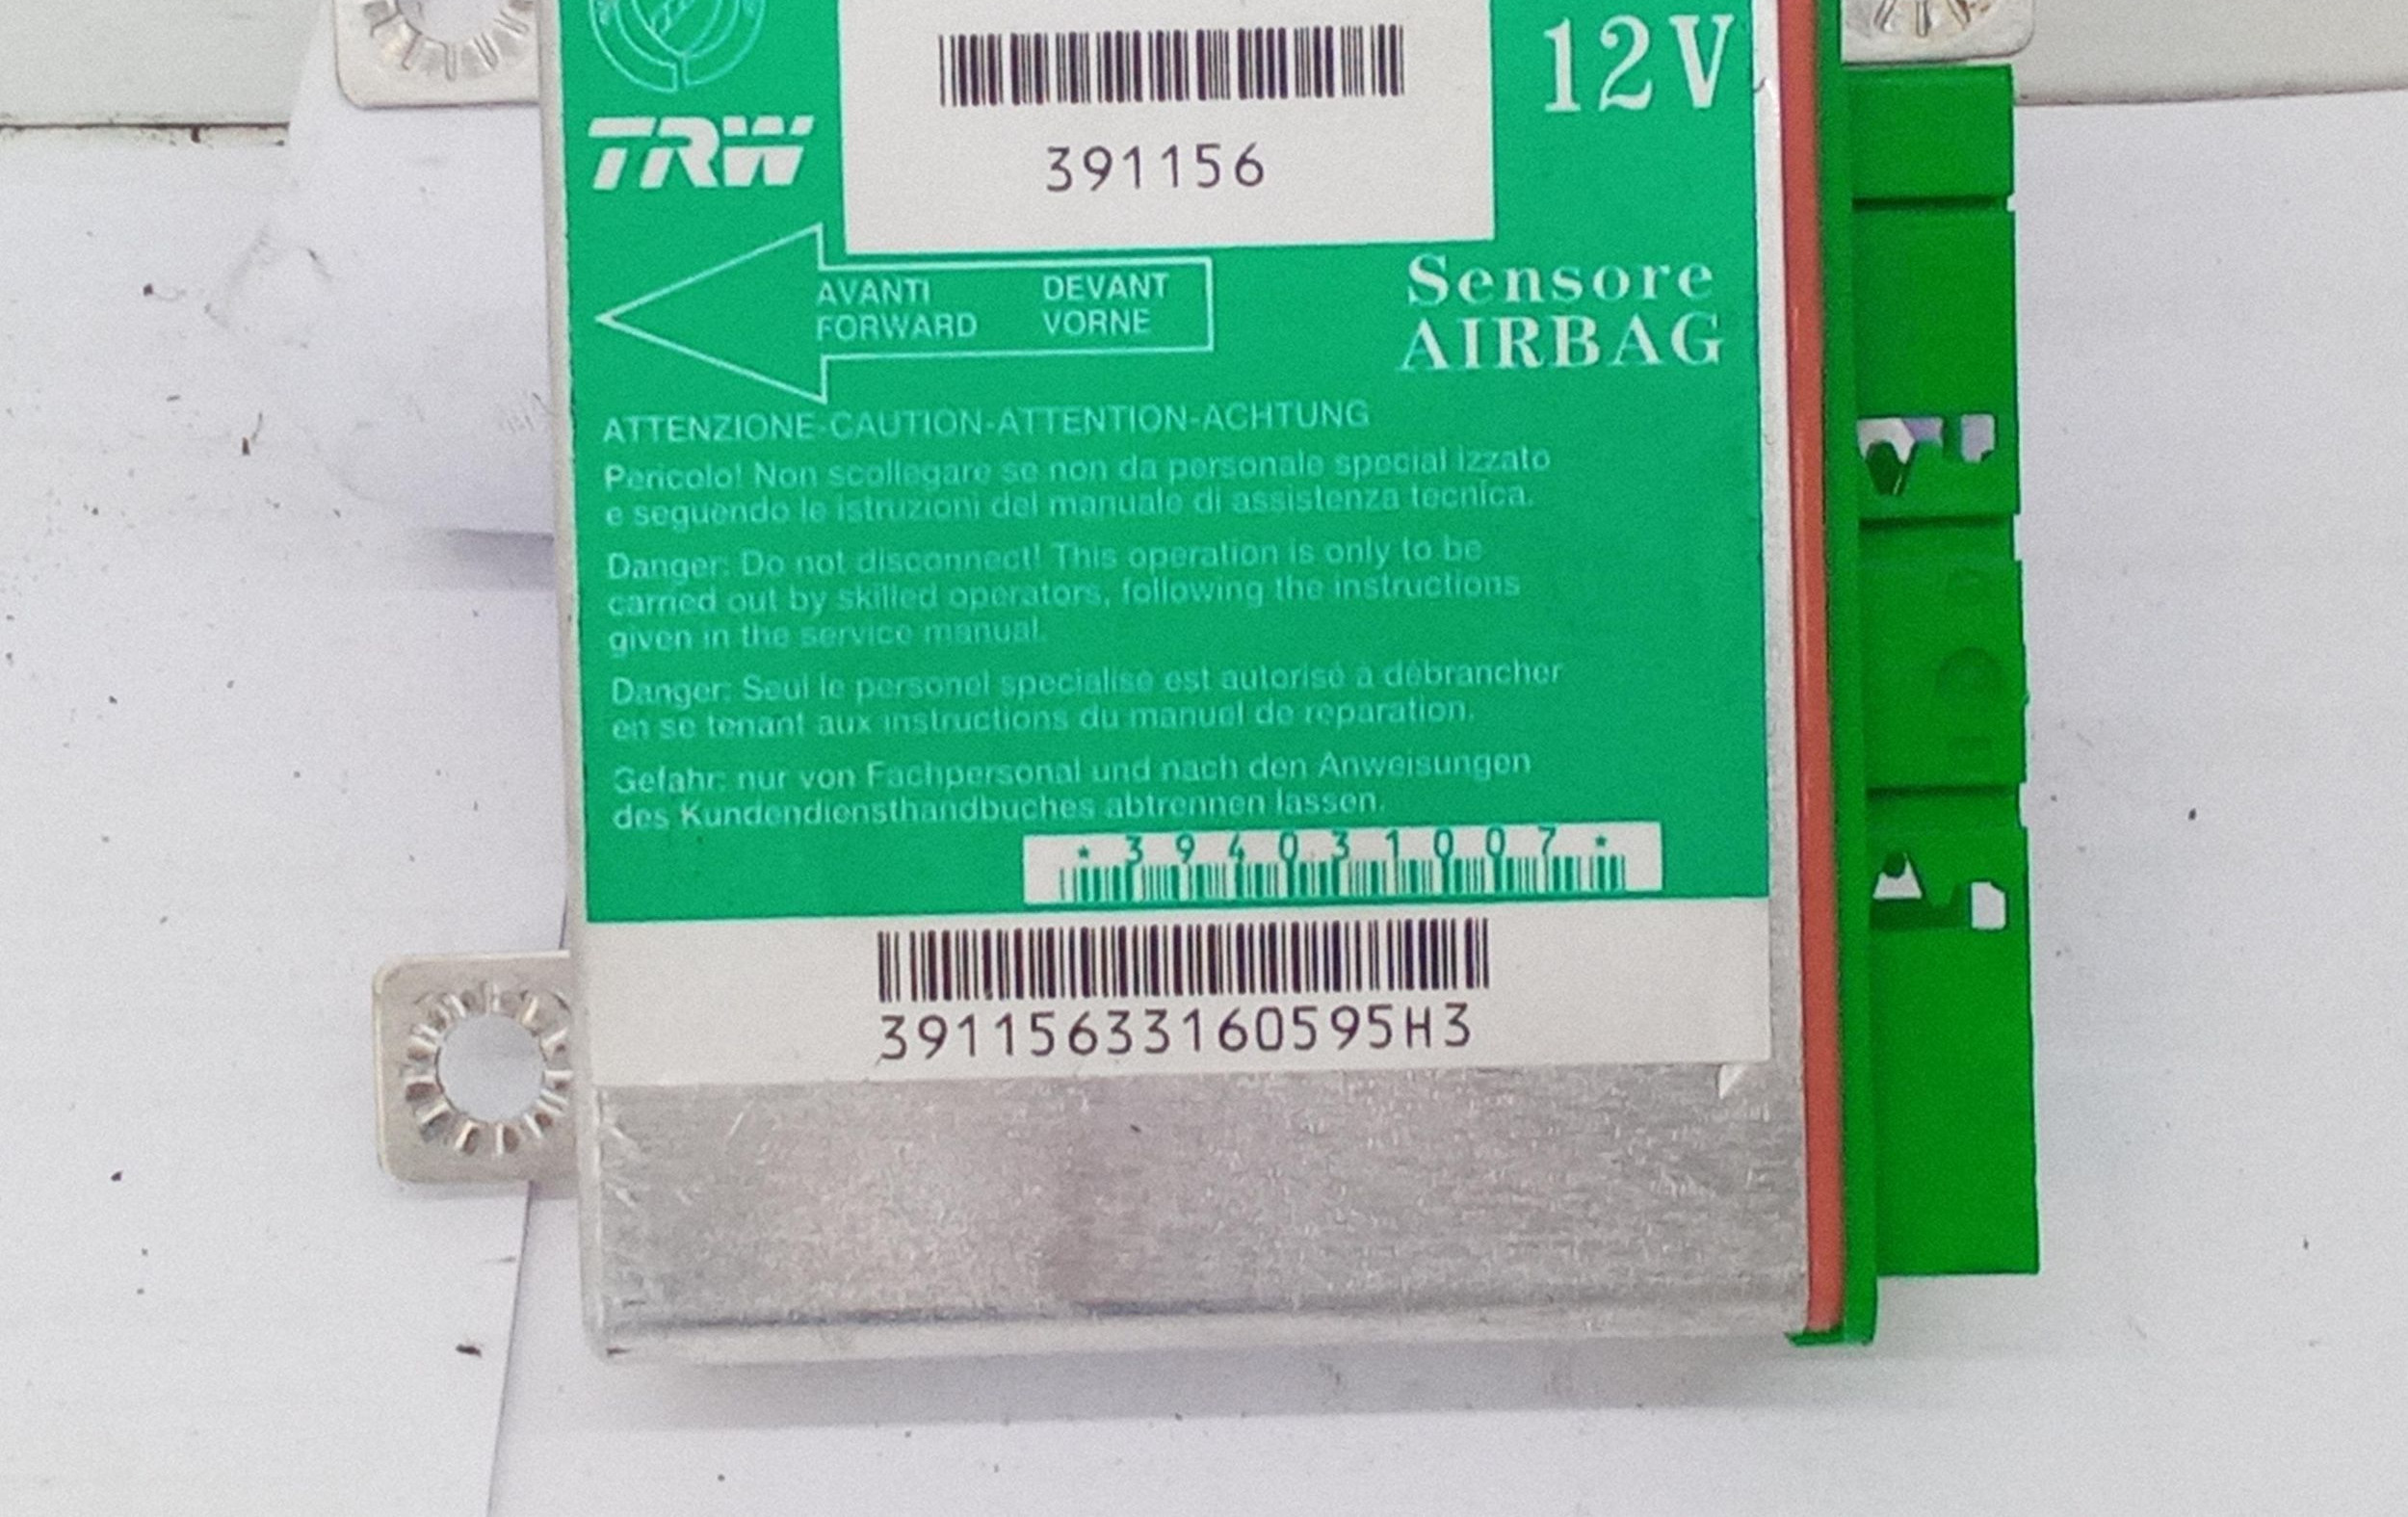 TRW
391156
12V
AVANTI DEVANT
FORWARD VORNE
Sensore
AIRBAG
ATTENZIONE-CAUTION-ATTENTION-ACHTUNG
Pericolo! Non scollegare se non da personale special izzato
e seguendo le istruzioni del manuale di assistenza tecnica.
Danger: Do not disconnect! This operation is only to be
carried out by skilled operators, following the instructions
given in the service manual.
Danger: Seul le personel specialise est autorisé a débrancher
en se tenant aux instructions du manuel de reparation.
Gefahr: nur von Fachpersonal und nach den Anweisungen
des Kundendiensthandbuches abtrennen lassen.
*394031007*
39115633160595H3